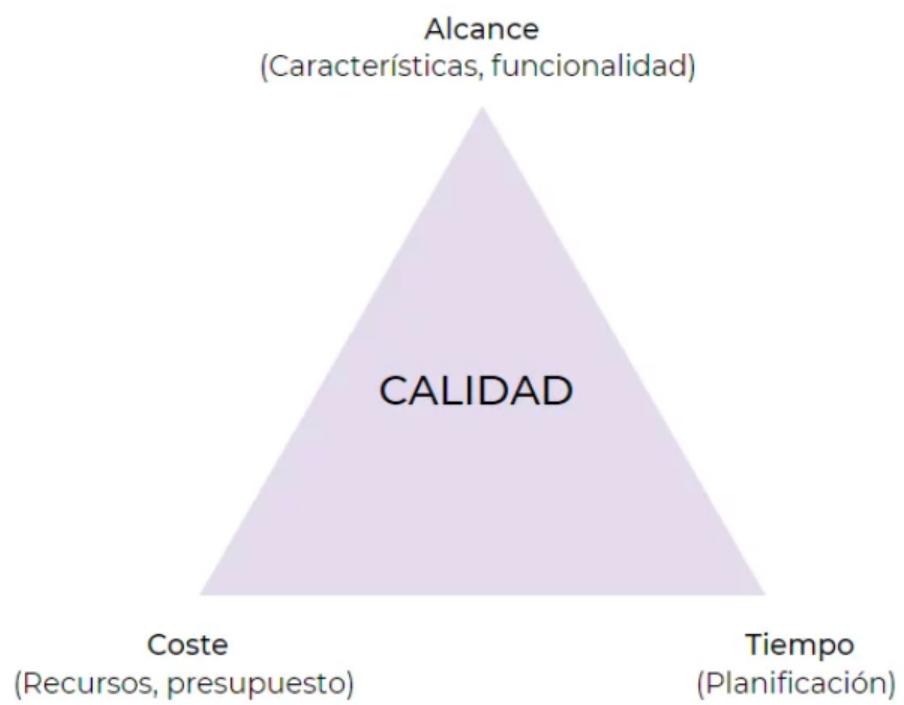 Alcance
(Características, funcionalidad)
CALIDAD
Coste
(Recursos, presupuesto)
Tiempo
(Planificación)